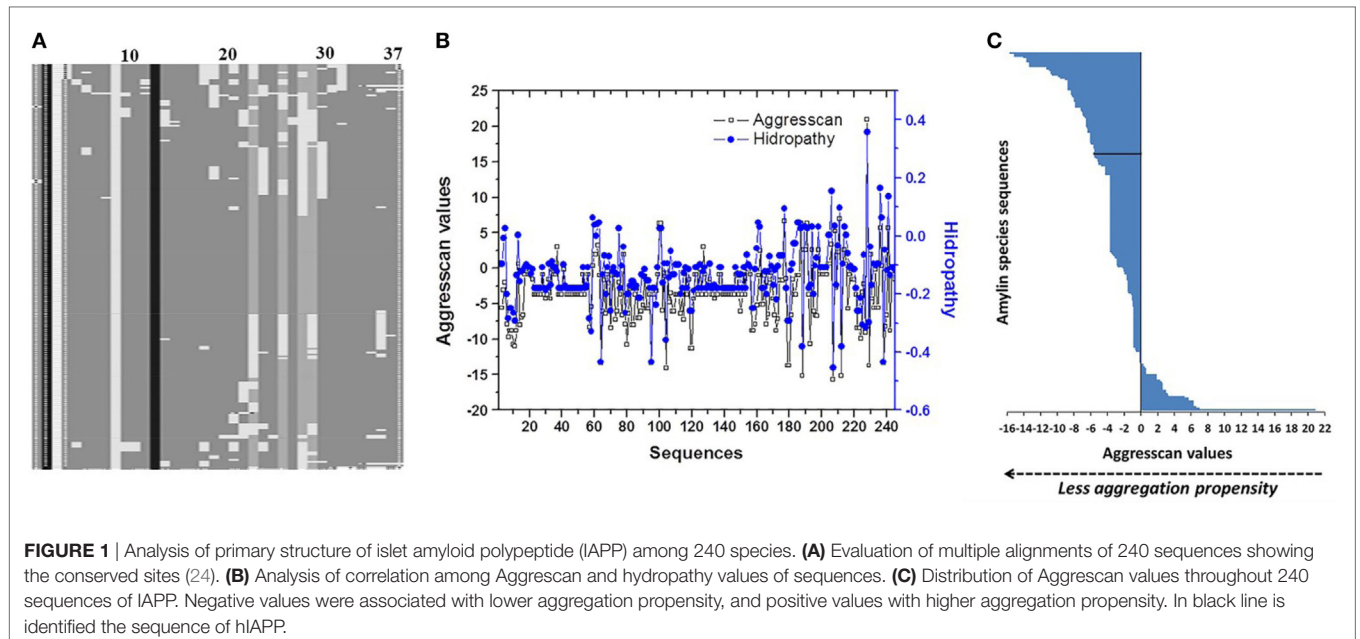 A
10 20 30 37
B
Aggresscan values
25
20
15
10
5
0
-5
-10
-15
-20
Aggresscan
Hidropathy
0.4
0.2
0.0
-0.2
-0.4
-0.6
Hidropathy
20 40 60 80 100 120 140 160 180 200 220 240
Sequences
C
Amylin species sequences
-16 -14 -12 -10 -8 -6 -4 -2 0 2 4 6 8 10 12 14 16 18 20 22
Aggresscan values
Less aggregation propensity
FIGURE 1 | Analysis of primary structure of islet amyloid polypeptide (IAPP) among 240 species. (A) Evaluation of multiple alignments of 240 sequences showing
the conserved sites (24). (B) Analysis of correlation among Aggrescan and hydropathy values of sequences. (C) Distribution of Aggrescan values throughout 240
sequences of IAPP. Negative values were associated with lower aggregation propensity, and positive values with higher aggregation propensity. In black line is
identified the sequence of hIAPP.